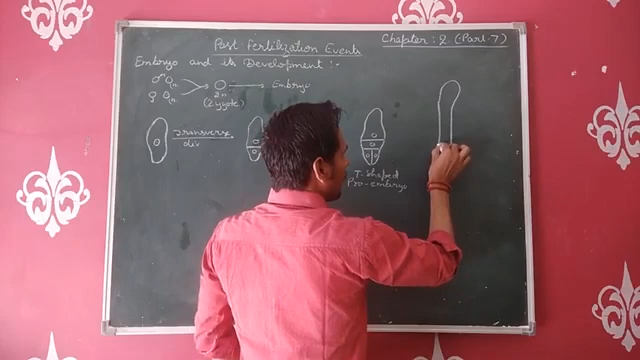 Post Fertilization Events
Chapter : 2. (Part-7)
Embryo and its Development :-
♂ n
♀ n
2n
(Zygote)
Embryo
Transverse
div
T-shaped
Pro-embryo